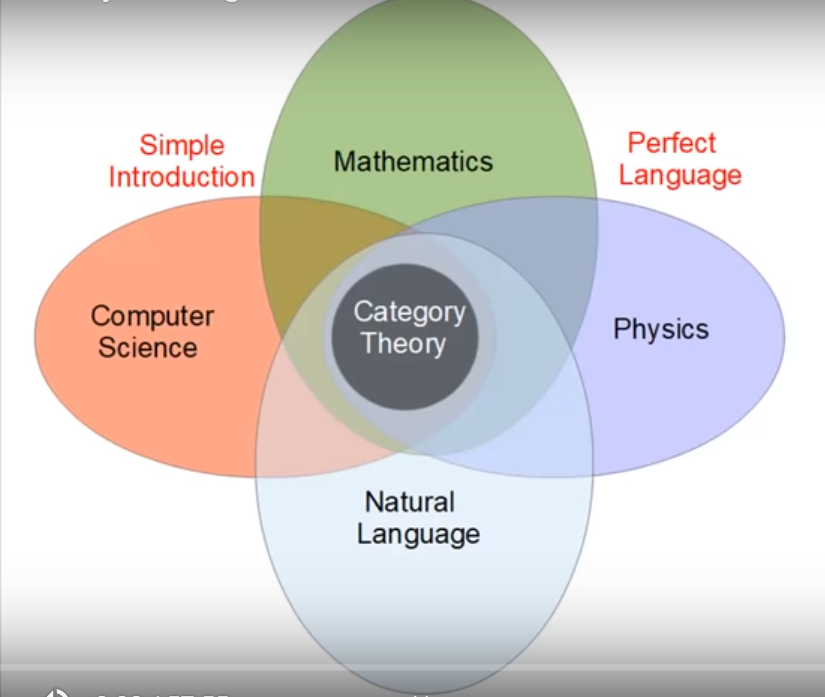 Simple
Introduction
Mathematics
Perfect
Language
Computer
Science
Category
Theory
Physics
Natural
Language